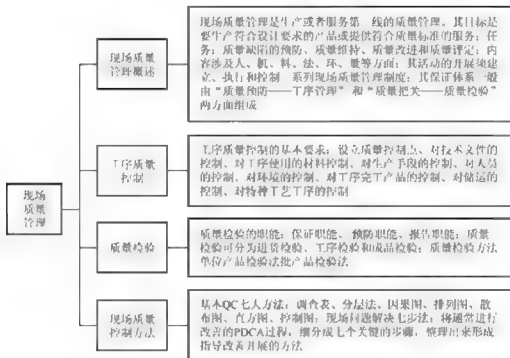 现场
质量
管理
现场质量
管理概述
现场质量管理是生产或者服务第一线的质量管理。其目标是
要生产符合设计要求的产品或提供符合质量标准的服务；任
务：质量缺陷的预防、质量维持、质量改进和质量评定；内
容涉及人、机、料、法、环、量等方面；其活动的开展须建
立、执行和控制一系列现场质量管理制度；其保证体系一般
由“质量预防——工序管理”和“质量把关——质量检验”
两方面组成
工序质量
控制
工序质量控制的基本要求：设立质量控制点、对技术文件的
控制、对工序使用的材料控制、对生产手段的控制、对人员
的控制、对环境的控制、对工序完工产品的控制、对储运的
控制、对特种工艺工序的控制
质量检验
质量检验的职能：保证职能、预防职能、报告职能；质量
检验可分为进货检验、工序检验和成品检验；质量检验方法
单位产品检验法批产品检验法
现场质量
控制方法
基本QC七大方法：调查表、分层法、因果图、排列图、散
布图、直方图、控制图；现场问题解决七步法：将通常进行
改善的PDCA过程，细分成七个关键的步骤，整理出来形成
指导改善开展的方法